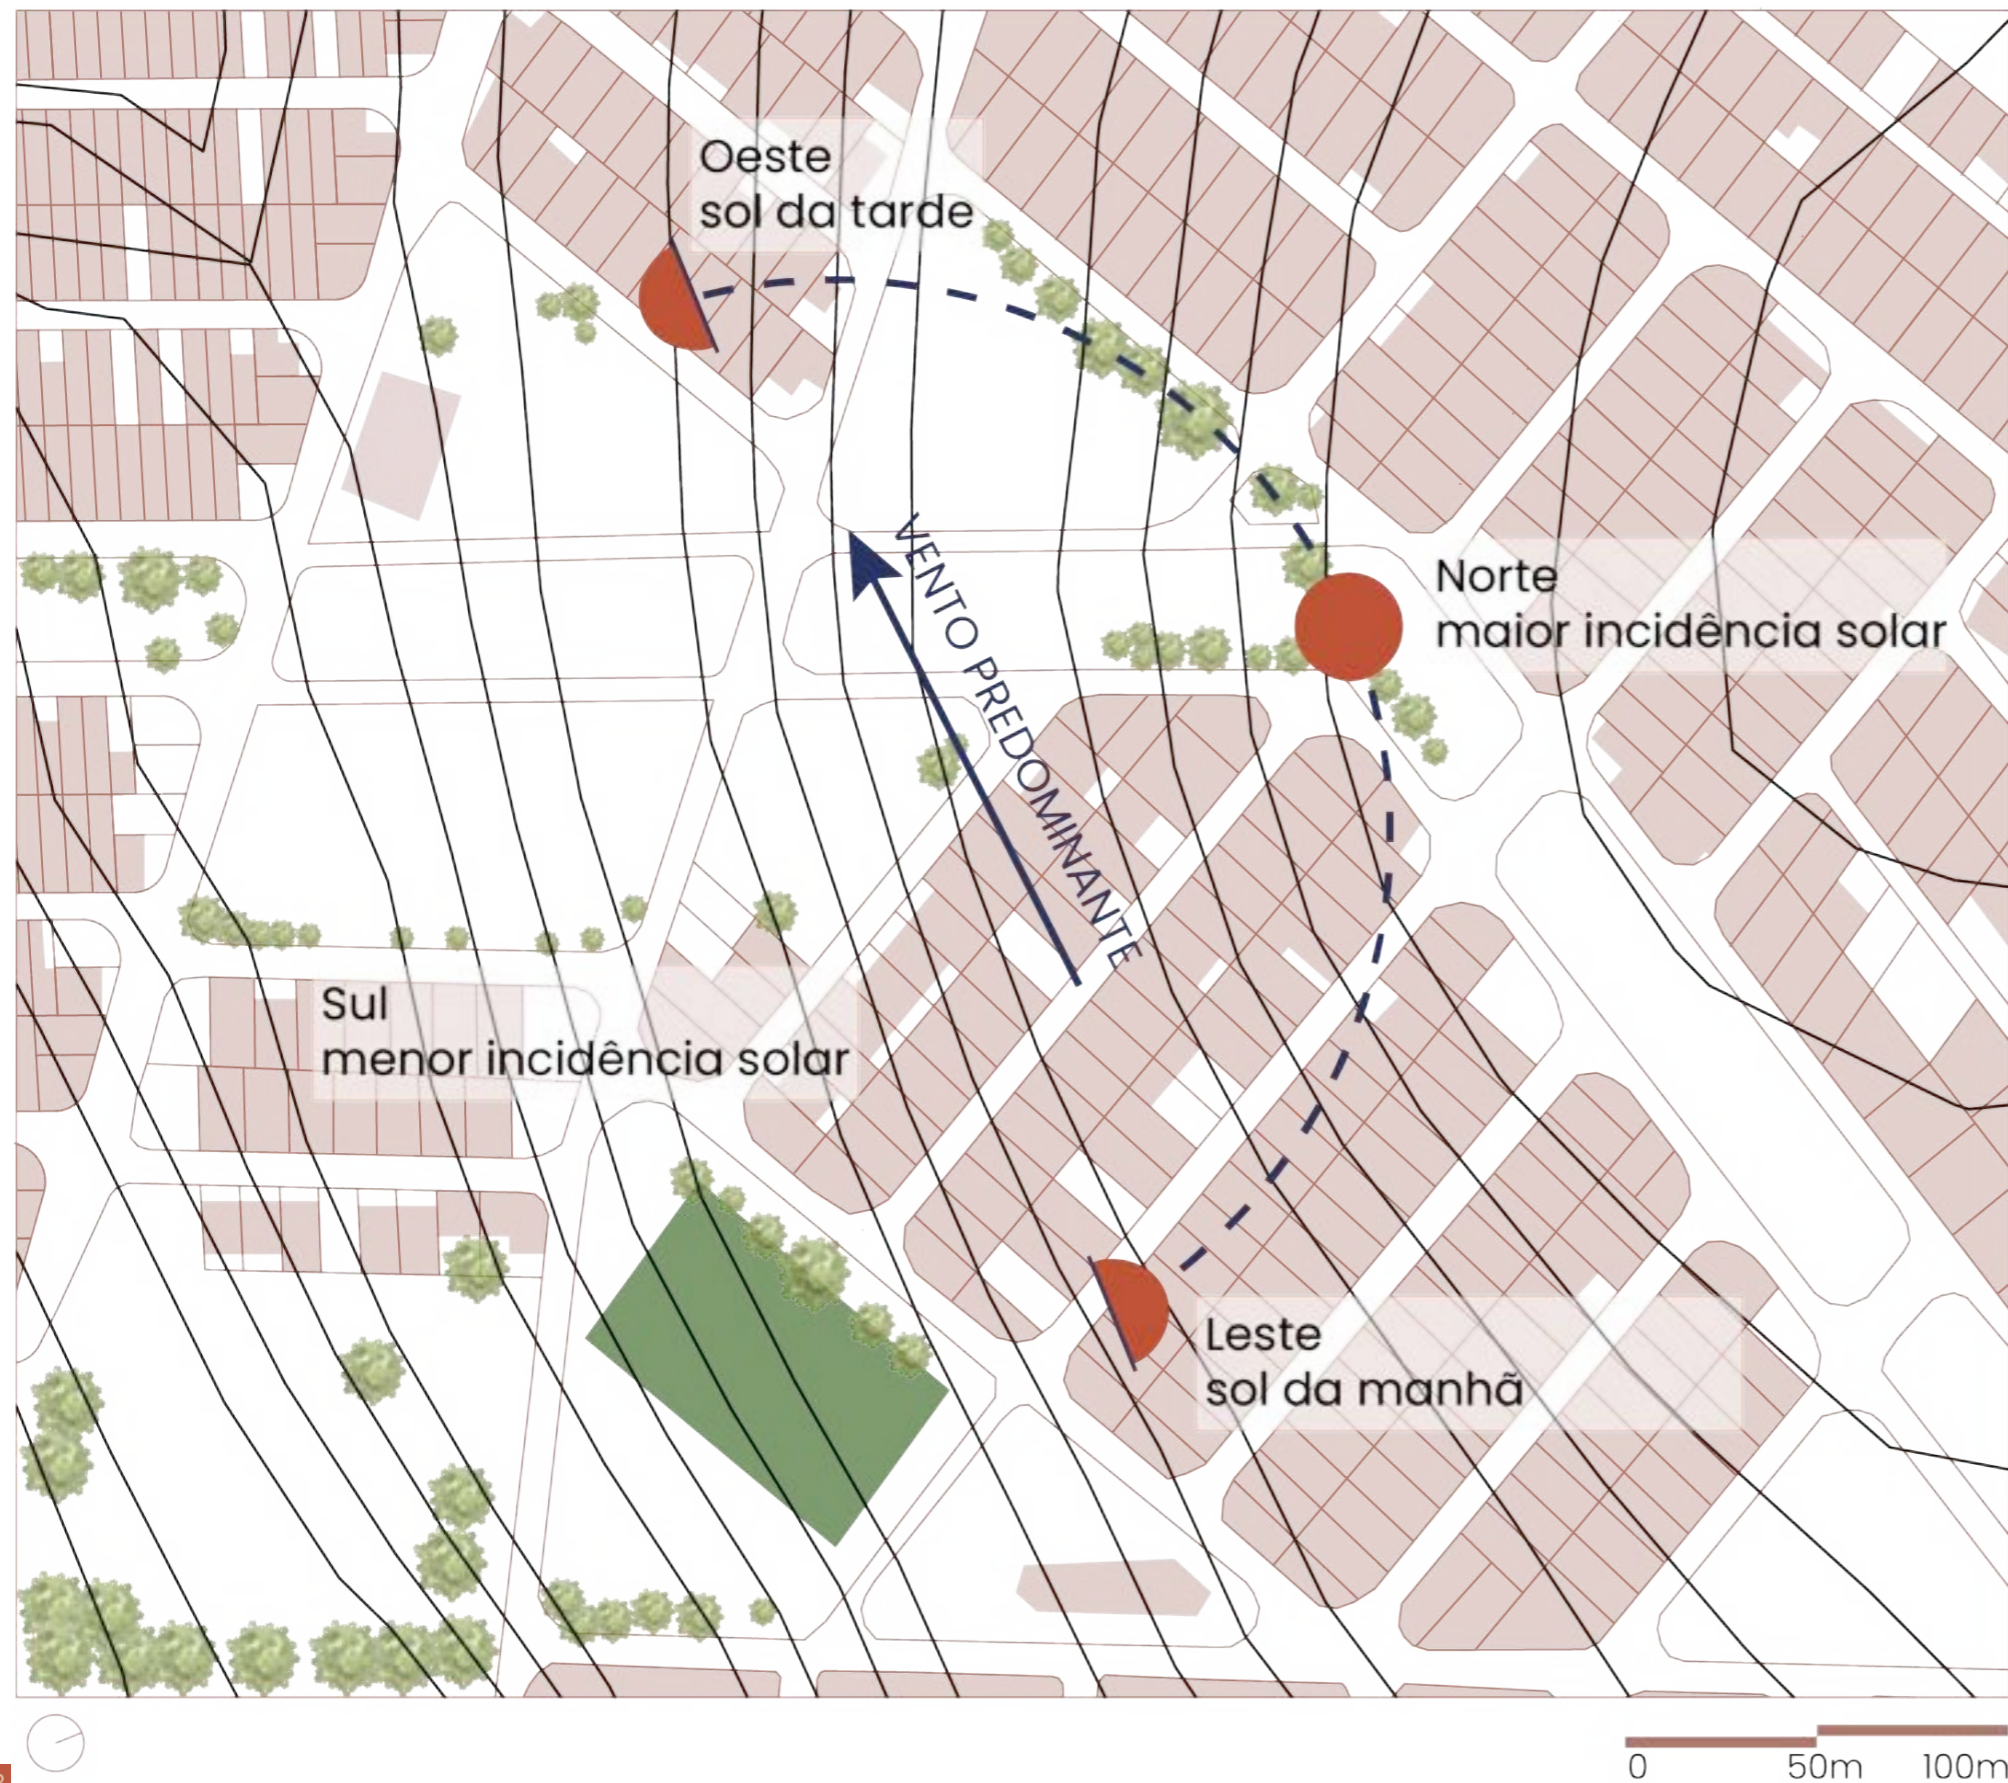 Oeste
sol da tarde
VENTO PREDOMINANTE
Norte
maior incidência solar
Sul
menor incidência solar
Leste
sol da manhã
0 50m 100m